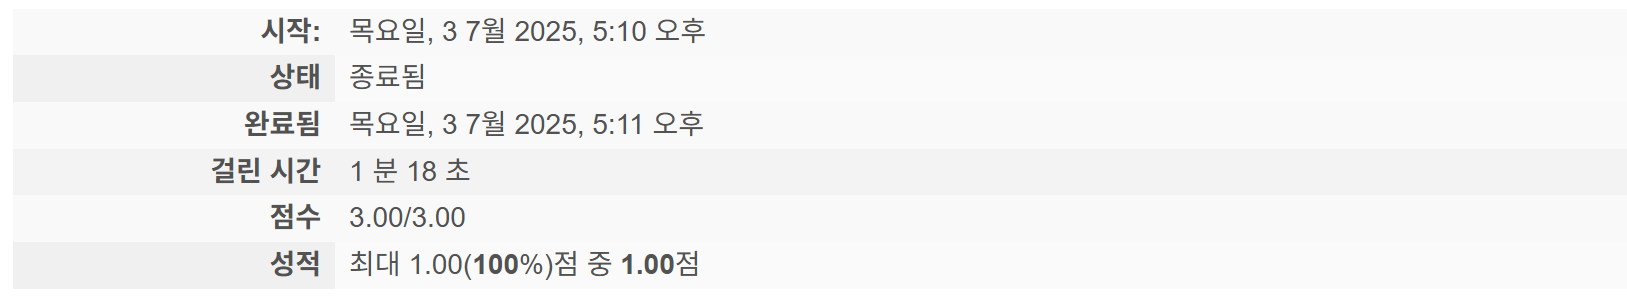 시작: 목요일, 3 7월 2025, 5:10 오후
상태 종료됨
완료됨 목요일, 3 7월 2025, 5:11 오후
걸린 시간 1 분 18 초
점수 3.00/3.00
성적 최대 1.00(100%)점 중 1.00점